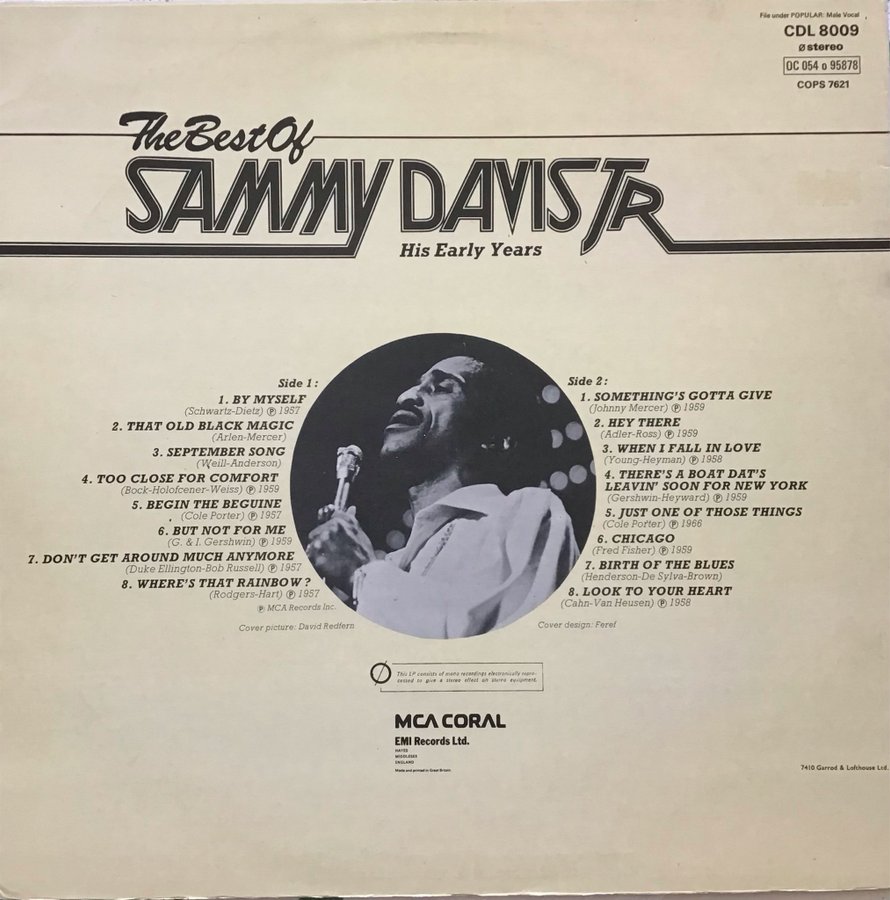 File under POPULAR: Male Vocal
CDL 8009
ø stereo
OC 054 o 95878
COPS 7621
The Best Of
SAMMY DAVIS JR
His Early Years
Side 1:
1. BY MYSELF
(Schwartz-Dietz) ℗ 1957
2. THAT OLD BLACK MAGIC
(Arlen-Mercer)
3. SEPTEMBER SONG
(Weill-Anderson)
4. TOO CLOSE FOR COMFORT
(Bock-Holofcener-Weiss) ℗ 1959
5. BEGIN THE BEGUINE
(Cole Porter) ℗ 1957
6. BUT NOT FOR ME
(G. & I. Gershwin) ℗ 1959
7. DON'T GET AROUND MUCH ANYMORE
(Duke Ellington-Bob Russell) ℗ 1957
8. WHERE'S THAT RAINBOW?
(Rodgers-Hart) ℗ 1957
℗ MCA Records Inc.
Cover picture: David Redfern
Side 2:
1. SOMETHING'S GOTTA GIVE
(Johnny Mercer) ℗ 1959
2. HEY THERE
(Adler-Ross) ℗ 1959
3. WHEN I FALL IN LOVE
(Young-Heyman) ℗ 1958
4. THERE'S A BOAT DAT'S
LEAVIN' SOON FOR NEW YORK
(Gershwin-Heyward) ℗ 1959
5. JUST ONE OF THOSE THINGS
(Cole Porter) ℗ 1966
6. CHICAGO
(Fred Fisher) ℗ 1959
7. BIRTH OF THE BLUES
(Henderson-De Sylva-Brown)
8. LOOK TO YOUR HEART
(Cahn-Van Heusen) ℗ 1958
Cover design: Feref
Ø This LP consists of mono recordings electronically repro-
cessed to give a stereo effect on stereo equipment.
MCA CORAL
EMI Records Ltd.
HAYES
MIDDLESEX
ENGLAND
Made and printed in Great Britain
7410 Garrod & Lofthouse Ltd.